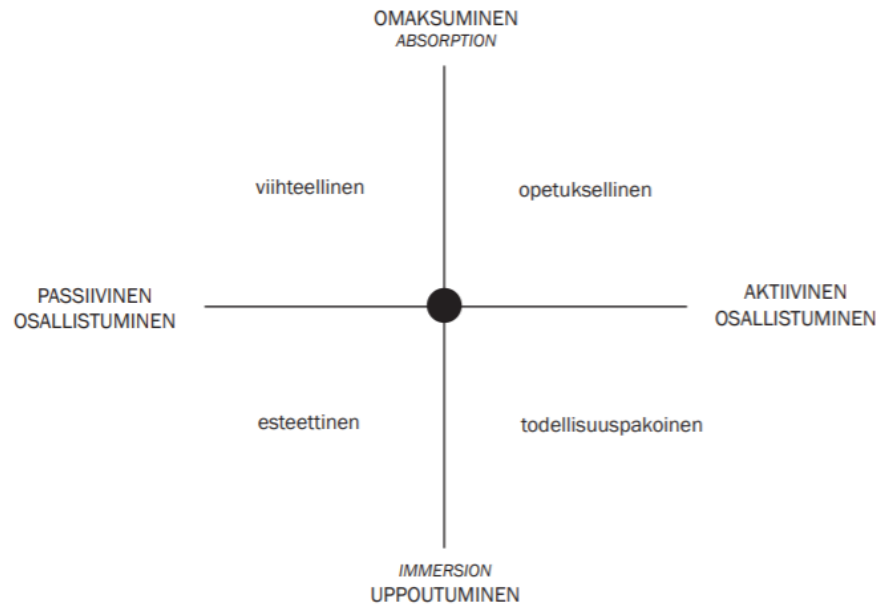 OMAKSUMINEN
ABSORPTION
viihteellinen
opetuksellinen
PASSIIVINEN
OSALLISTUMINEN
AKTIIVINEN
OSALLISTUMINEN
esteettinen
todellisuuspakoinen
IMMERSION
UPPOUTUMINEN